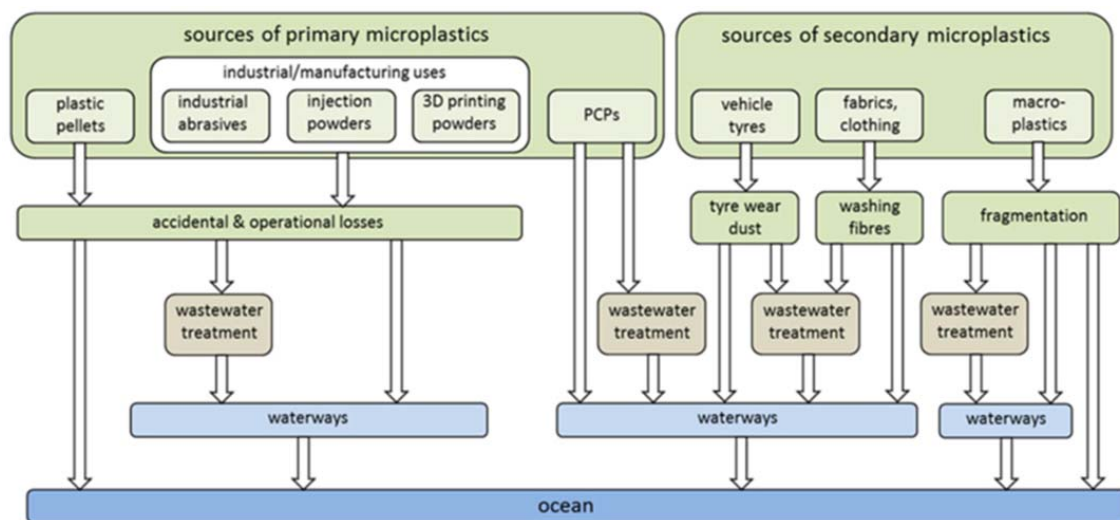 sources of primary microplastics
sources of secondary microplastics
industrial/manufacturing uses
plastic
pellets
industrial
abrasives
injection
powders
3D printing
powders
PCPs
vehicle
tyres
fabrics,
clothing
macro-
plastics
accidental & operational losses
tyre wear
dust
washing
fibres
fragmentation
wastewater
treatment
wastewater
treatment
wastewater
treatment
wastewater
treatment
waterways
waterways
waterways
ocean